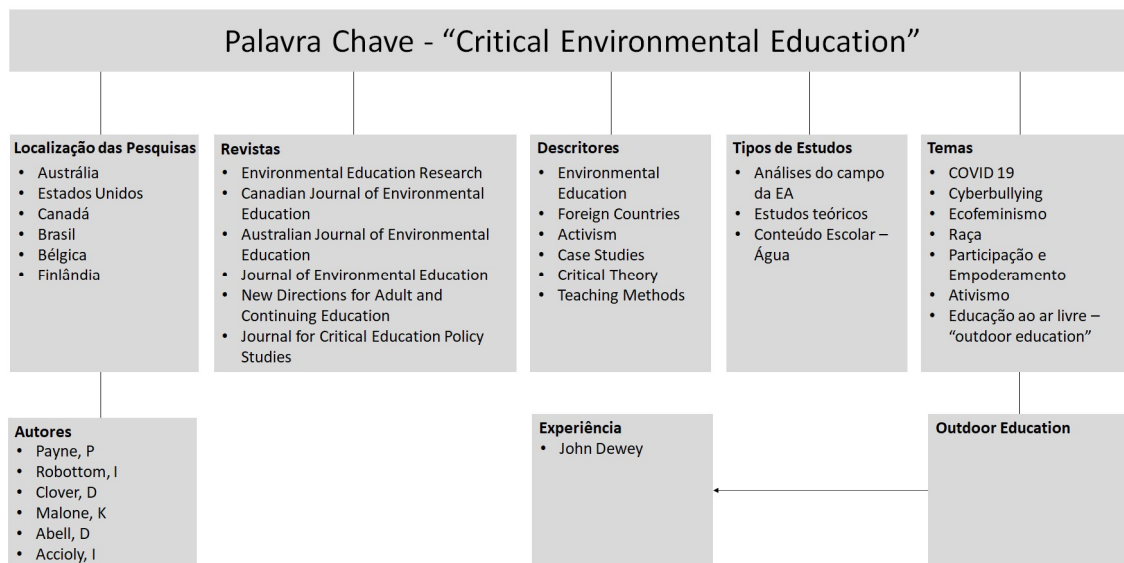 Palavra Chave - “Critical Environmental Education”
Localização das Pesquisas
• Austrália
• Estados Unidos
• Canadá
• Brasil
• Bélgica
• Finlândia
Revistas
• Environmental Education Research
• Canadian Journal of Environmental
Education
• Australian Journal of Environmental
Education
• Journal of Environmental Education
• New Directions for Adult and
Continuing Education
• Journal for Critical Education Policy
Studies
Descritores
• Environmental
Education
• Foreign Countries
• Activism
• Case Studies
• Critical Theory
• Teaching Methods
Tipos de Estudos
• Análises do campo
da EA
• Estudos teóricos
• Conteúdo Escolar –
Água
Temas
• COVID 19
• Cyberbullying
• Ecofeminismo
• Raça
• Participação e
Empoderamento
• Ativismo
• Educação ao ar livre –
“outdoor education”
Autores
• Payne, P
• Robottom, I
• Clover, D
• Malone, K
• Abell, D
• Accioly, I
Experiência
• John Dewey
Outdoor Education